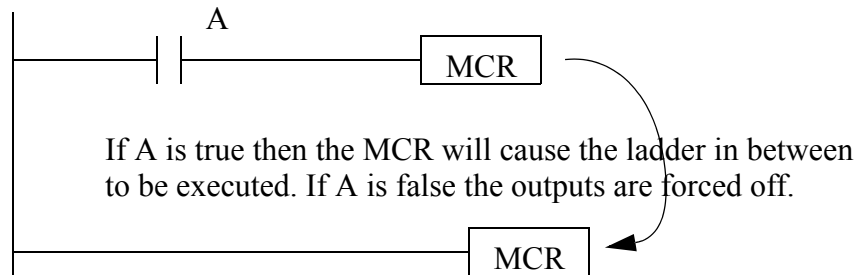 A
MCR
If A is true then the MCR will cause the ladder in between
to be executed. If A is false the outputs are forced off.
MCR